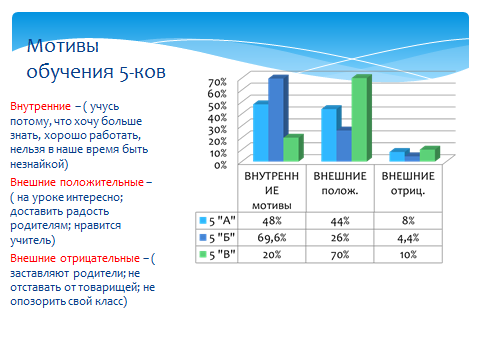 Мотивы
обучения 5-ков
Внутренние – ( учусь
потому, что хочу больше
знать, хорошо работать,
нельзя в наше время быть
незнайкой)
Внешние положительные –
( на уроке интересно;
доставить радость
родителям; нравится
учитель)
Внешние отрицательные – (
заставляют родители; не
отставать от товарищей; не
опозорить свой класс)
70%
60%
50%
40%
30%
20%
10%
0%
ВНУТРЕНН ВНЕШНИЕ ВНЕШНИЕ
ИЕ полож. отриц.
мотивы
5 "А" 48% 44% 8%
5 "Б" 69,6% 26% 4,4%
5 "В" 20% 70% 10%